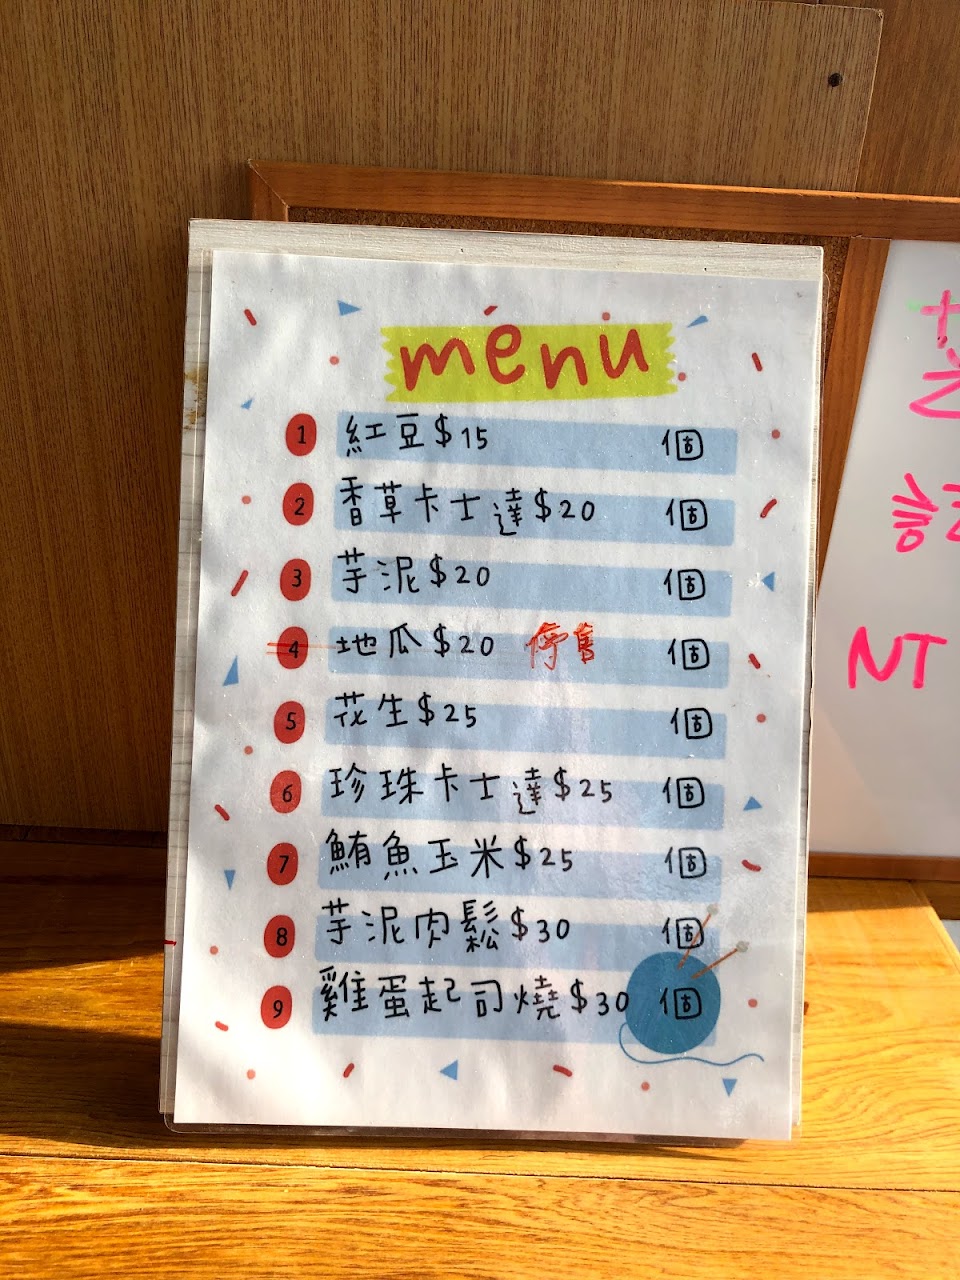 menu
1 紅豆$15 個
2 香草卡士達$20 個
3 芋泥$20 個
4 地瓜$20 停售 個
5 花生$25 個
6 珍珠卡士達$25 個
7 鮪魚玉米$25 個
8 芋泥肉鬆$30 個
9 雞蛋起司燒$30 個
NT